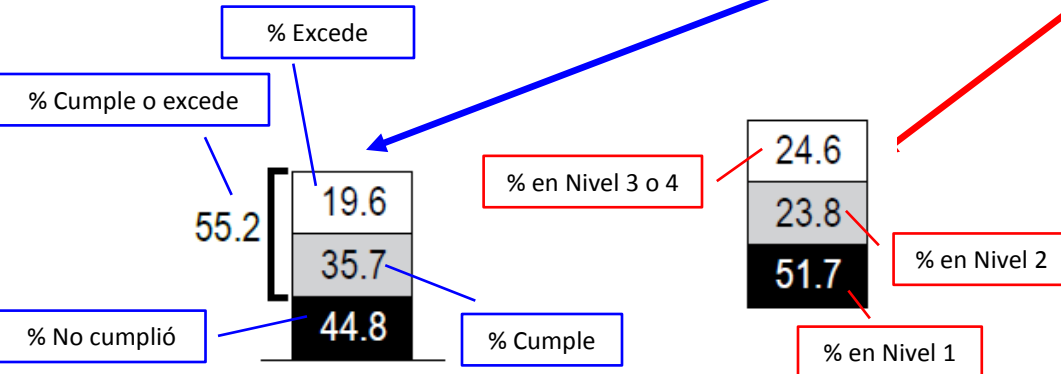 % Excede
% Cumple o excede
55.2
19.6
35.7
44.8
% No cumplió
% Cumple
% en Nivel 3 o 4
24.6
23.8
51.7
% en Nivel 2
% en Nivel 1